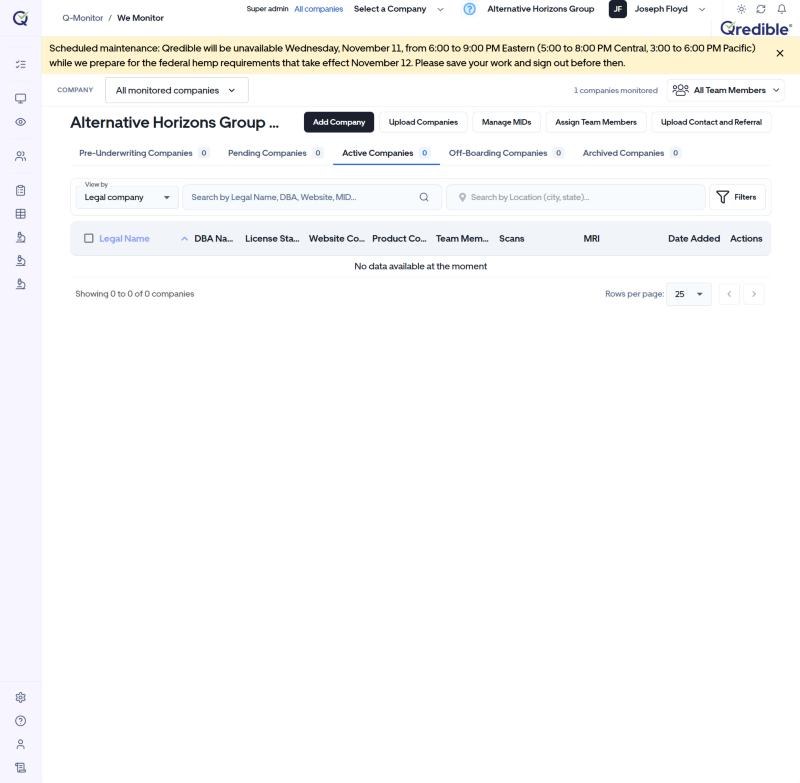 Super admin All companies Select a Company Alternative Horizons Group JF Joseph Floyd
Q-Monitor / We Monitor
Qredible®
Scheduled maintenance: Qredible will be unavailable Wednesday, November 11, from 6:00 to 9:00 PM Eastern (5:00 to 8:00 PM Central, 3:00 to 6:00 PM Pacific)
while we prepare for the federal hemp requirements that take effect November 12. Please save your work and sign out before then.
COMPANY All monitored companies 1 companies monitored All Team Members
Alternative Horizons Group ... Add Company Upload Companies Manage MIDs Assign Team Members Upload Contact and Referral
Pre-Underwriting Companies 0 Pending Companies 0 Active Companies 0 Off-Boarding Companies 0 Archived Companies 0
View by
Legal company Search by Legal Name, DBA, Website, MID... Search by Location (city, state)... Filters
Legal Name DBA Na... License Sta... Website Co... Product Co... Team Mem... Scans MRI Date Added Actions
No data available at the moment
Showing 0 to 0 of 0 companies Rows per page: 25